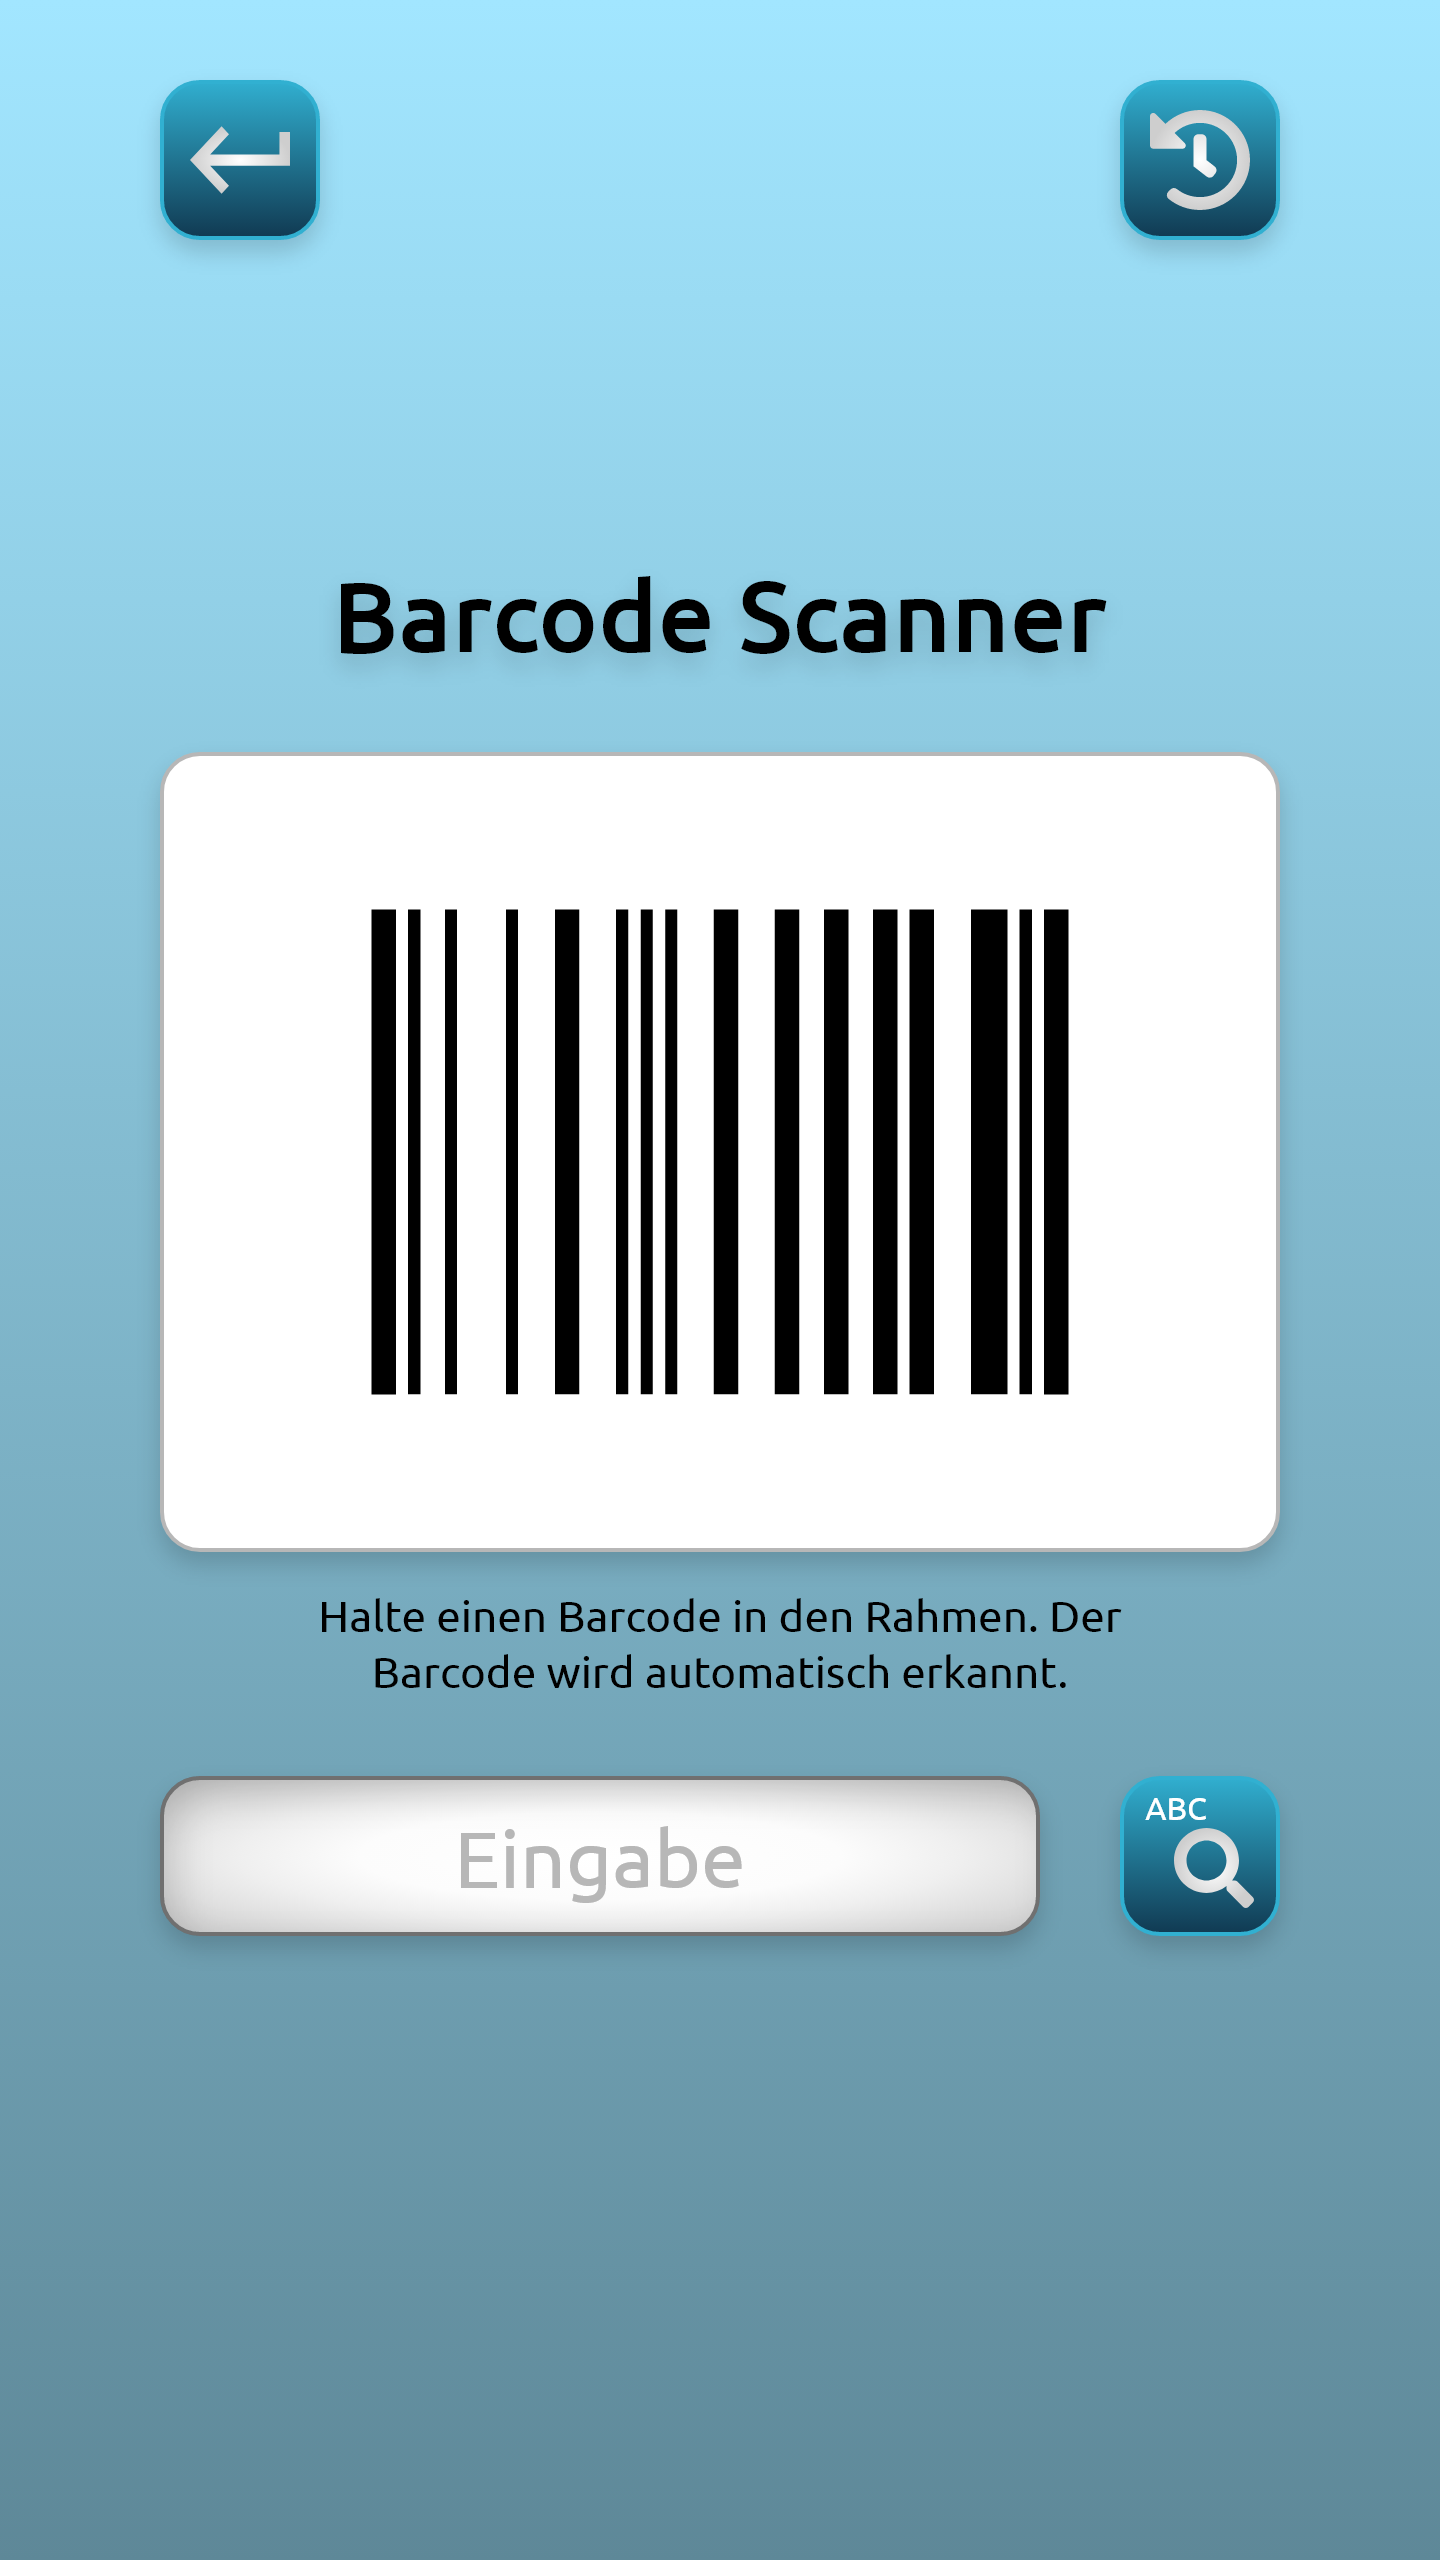 Barcode Scanner
Halte einen Barcode in den Rahmen. Der
Barcode wird automatisch erkannt.
Eingabe
ABC